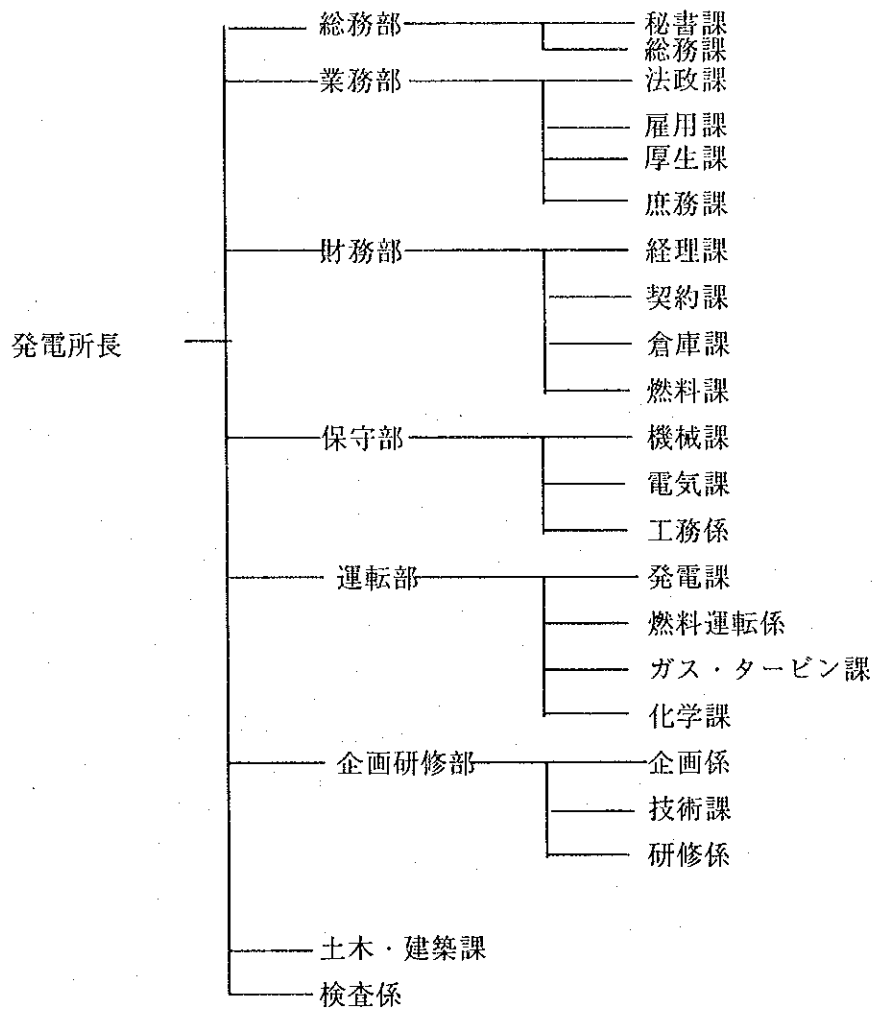 総務部 秘書課
総務課
業務部 法政課
雇用課
厚生課
庶務課
財務部 経理課
契約課
発電所長 倉庫課
燃料課
保守部 機械課
電気課
工務係
運転部 発電課
燃料運転係
ガス・タービン課
化学課
企画研修部 企画係
技術課
研修係
土木・建築課
検査係